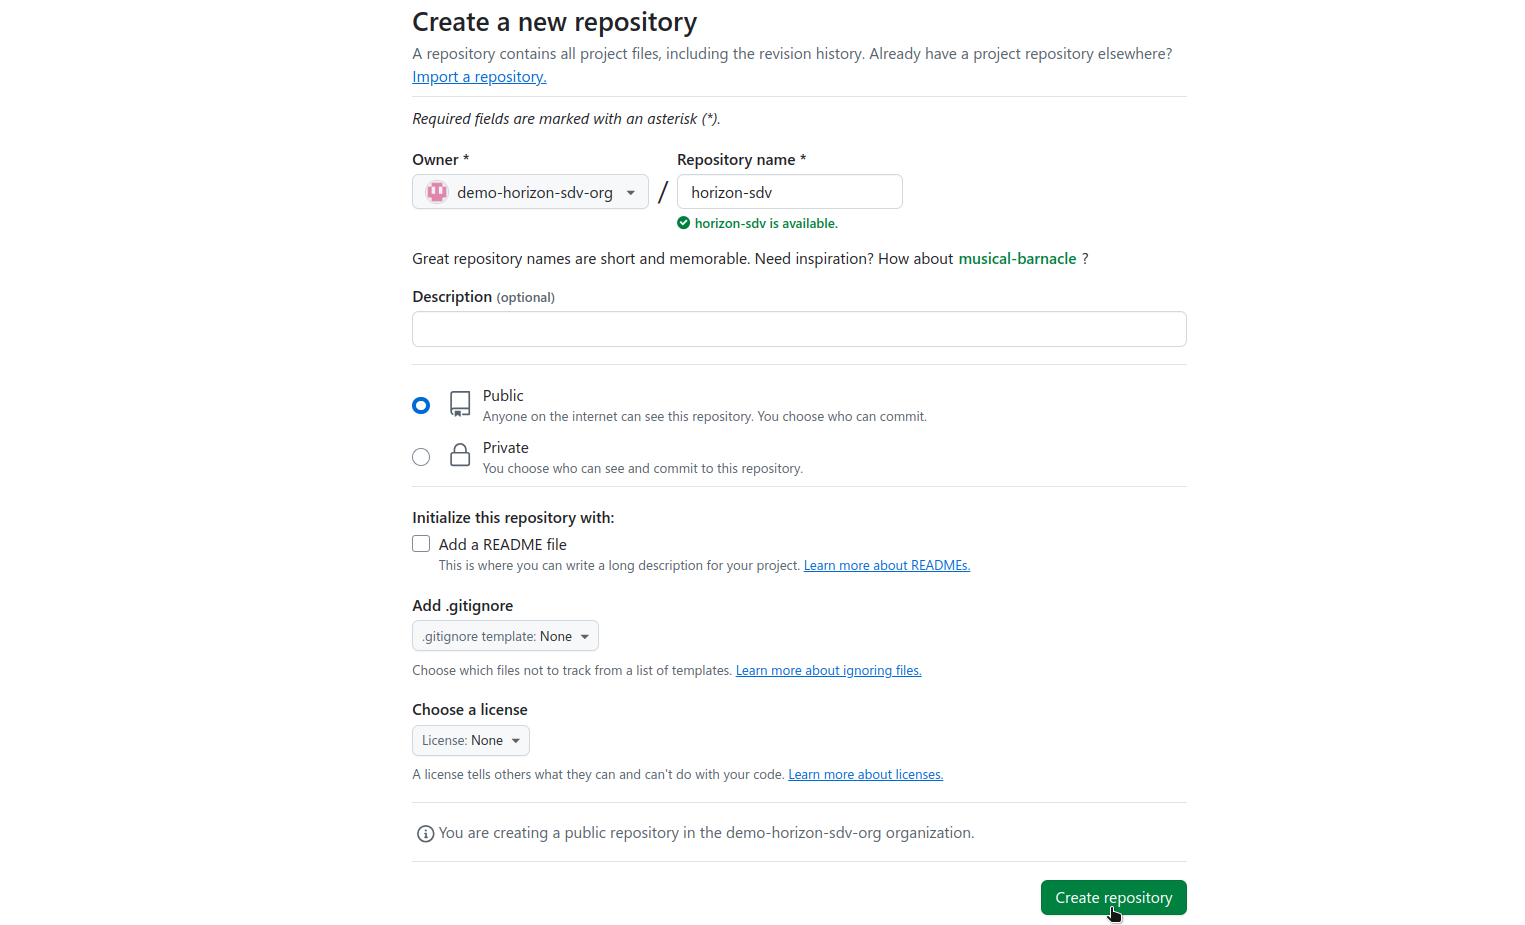 Create a new repository
A repository contains all project files, including the revision history. Already have a project repository elsewhere?
Import a repository.
Required fields are marked with an asterisk (*).
Owner *
Repository name *
demo-horizon-sdv-org
/
horizon-sdv
horizon-sdv is available.
Great repository names are short and memorable. Need inspiration? How about musical-barnacle ?
Description (optional)
Public
Anyone on the internet can see this repository. You choose who can commit.
Private
You choose who can see and commit to this repository.
Initialize this repository with:
Add a README file
This is where you can write a long description for your project. Learn more about READMEs.
Add .gitignore
.gitignore template: None
Choose which files not to track from a list of templates. Learn more about ignoring files.
Choose a license
License: None
A license tells others what they can and can't do with your code. Learn more about licenses.
You are creating a public repository in the demo-horizon-sdv-org organization.
Create repository